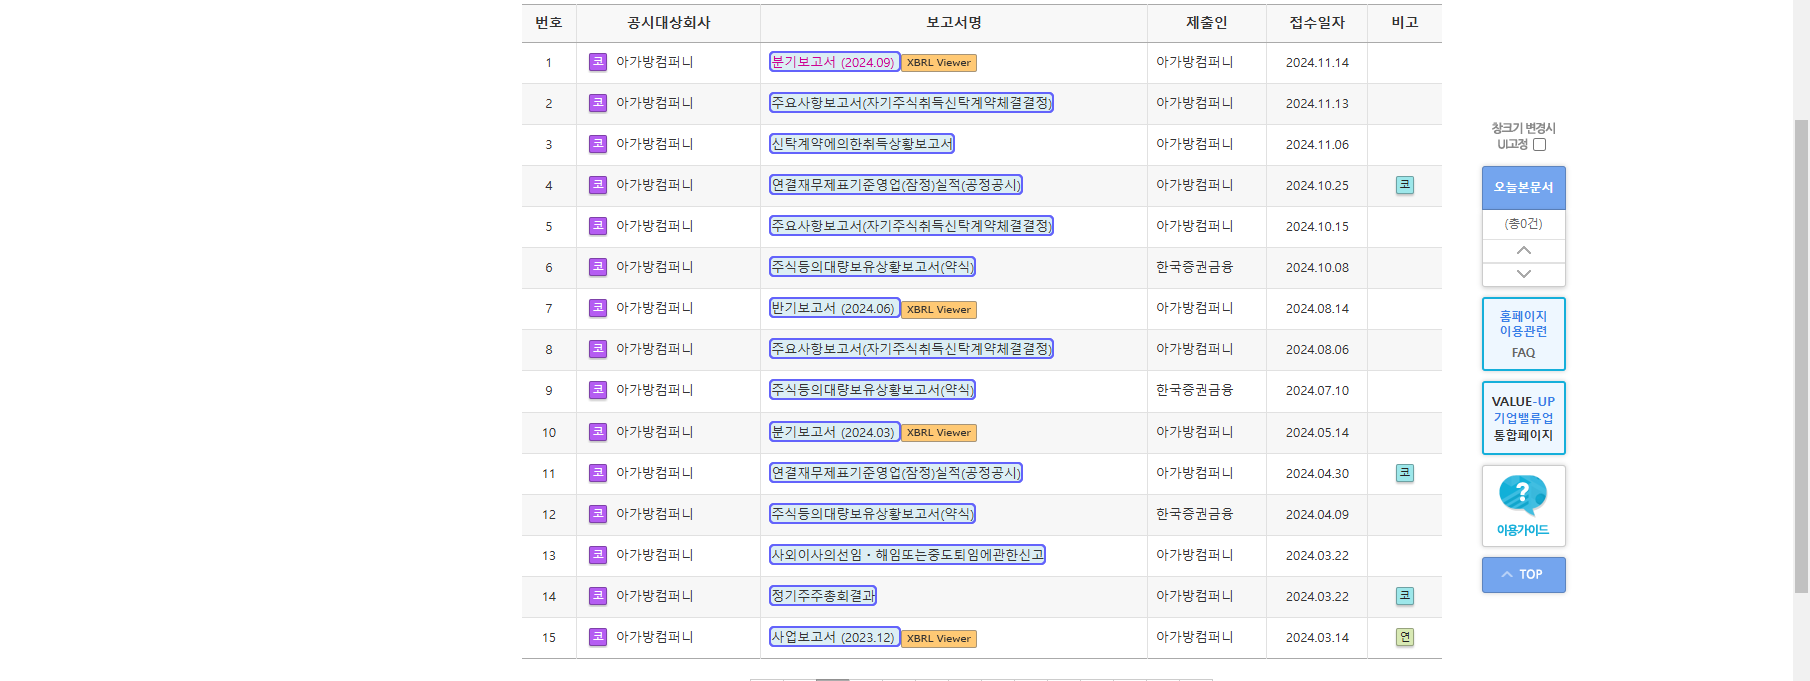 번호 공시대상회사 보고서명 제출인 접수일자 비고
1 코 아가방컴퍼니 분기보고서 (2024.09) XBRL Viewer 아가방컴퍼니 2024.11.14
2 코 아가방컴퍼니 주요사항보고서(자기주식취득신탁계약체결결정) 아가방컴퍼니 2024.11.13
3 코 아가방컴퍼니 신탁계약에의한취득상황보고서 아가방컴퍼니 2024.11.06
4 코 아가방컴퍼니 연결재무제표기준영업(잠정)실적(공정공시) 아가방컴퍼니 2024.10.25 코
5 코 아가방컴퍼니 주요사항보고서(자기주식취득신탁계약체결결정) 아가방컴퍼니 2024.10.15
6 코 아가방컴퍼니 주식등의대량보유상황보고서(약식) 한국증권금융 2024.10.08
7 코 아가방컴퍼니 반기보고서 (2024.06) XBRL Viewer 아가방컴퍼니 2024.08.14
8 코 아가방컴퍼니 주요사항보고서(자기주식취득신탁계약체결결정) 아가방컴퍼니 2024.08.06
9 코 아가방컴퍼니 주식등의대량보유상황보고서(약식) 한국증권금융 2024.07.10
10 코 아가방컴퍼니 분기보고서 (2024.03) XBRL Viewer 아가방컴퍼니 2024.05.14
11 코 아가방컴퍼니 연결재무제표기준영업(잠정)실적(공정공시) 아가방컴퍼니 2024.04.30 코
12 코 아가방컴퍼니 주식등의대량보유상황보고서(약식) 한국증권금융 2024.04.09
13 코 아가방컴퍼니 사외이사의선임ㆍ해임또는중도퇴임에관한신고 아가방컴퍼니 2024.03.22
14 코 아가방컴퍼니 정기주주총회결과 아가방컴퍼니 2024.03.22 코
15 코 아가방컴퍼니 사업보고서 (2023.12) XBRL Viewer 아가방컴퍼니 2024.03.14 연
창크기 변경시
UI고정
오늘본문서
(총0건)
홈페이지
이용관련
FAQ
VALUE-UP
기업밸류업
통합페이지
?
이용가이드
TOP